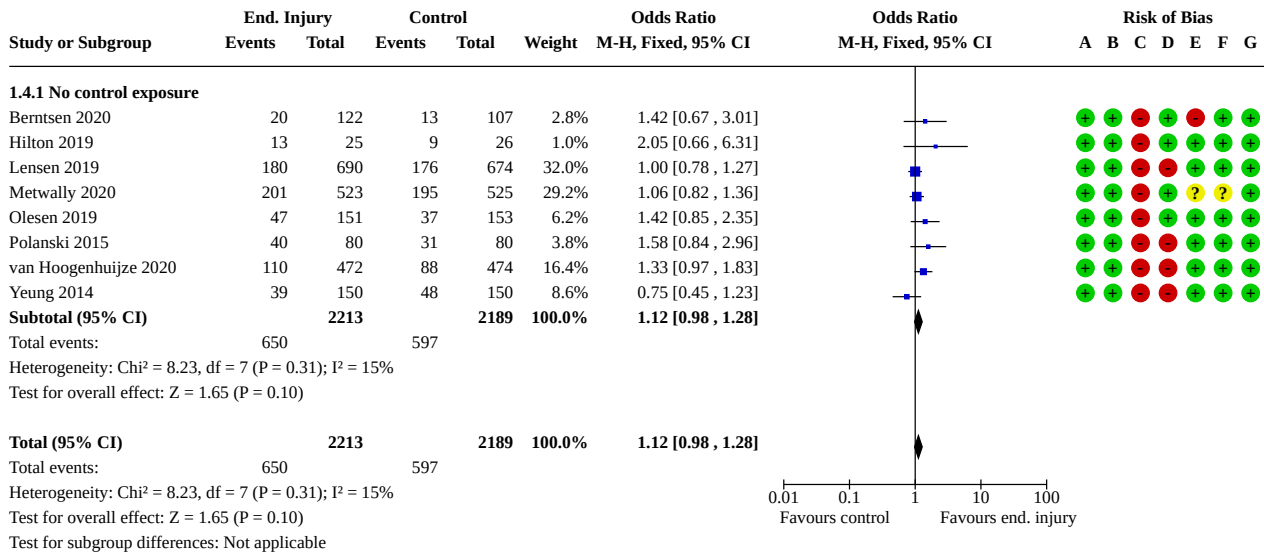 End. Injury Control Odds Ratio Odds Ratio Risk of Bias
Study or Subgroup Events Total Events Total Weight M-H, Fixed, 95% CI M-H, Fixed, 95% CI A B C D E F G
1.4.1 No control exposure
Berntsen 2020 20 122 13 107 2.8% 1.42 [0.67 , 3.01] + + - + - + +
Hilton 2019 13 25 9 26 1.0% 2.05 [0.66 , 6.31] + + - + + + +
Lensen 2019 180 690 176 674 32.0% 1.00 [0.78 , 1.27] + + - - + + +
Metwally 2020 201 523 195 525 29.2% 1.06 [0.82 , 1.36] + + - + ? ? +
Olesen 2019 47 151 37 153 6.2% 1.42 [0.85 , 2.35] + + - + + + +
Polanski 2015 40 80 31 80 3.8% 1.58 [0.84 , 2.96] + + - - + + +
van Hoogenhuijze 2020 110 472 88 474 16.4% 1.33 [0.97 , 1.83] + + - - + + +
Yeung 2014 39 150 48 150 8.6% 0.75 [0.45 , 1.23] + + - - + + +
Subtotal (95% CI) 2213 2189 100.0% 1.12 [0.98 , 1.28]
Total events: 650 597
Heterogeneity: Chi² = 8.23, df = 7 (P = 0.31); I² = 15%
Test for overall effect: Z = 1.65 (P = 0.10)
Total (95% CI) 2213 2189 100.0% 1.12 [0.98 , 1.28]
Total events: 650 597
Heterogeneity: Chi² = 8.23, df = 7 (P = 0.31); I² = 15%
0.01 0.1 1 10 100
Test for overall effect: Z = 1.65 (P = 0.10) Favours control Favours end. injury
Test for subgroup differences: Not applicable